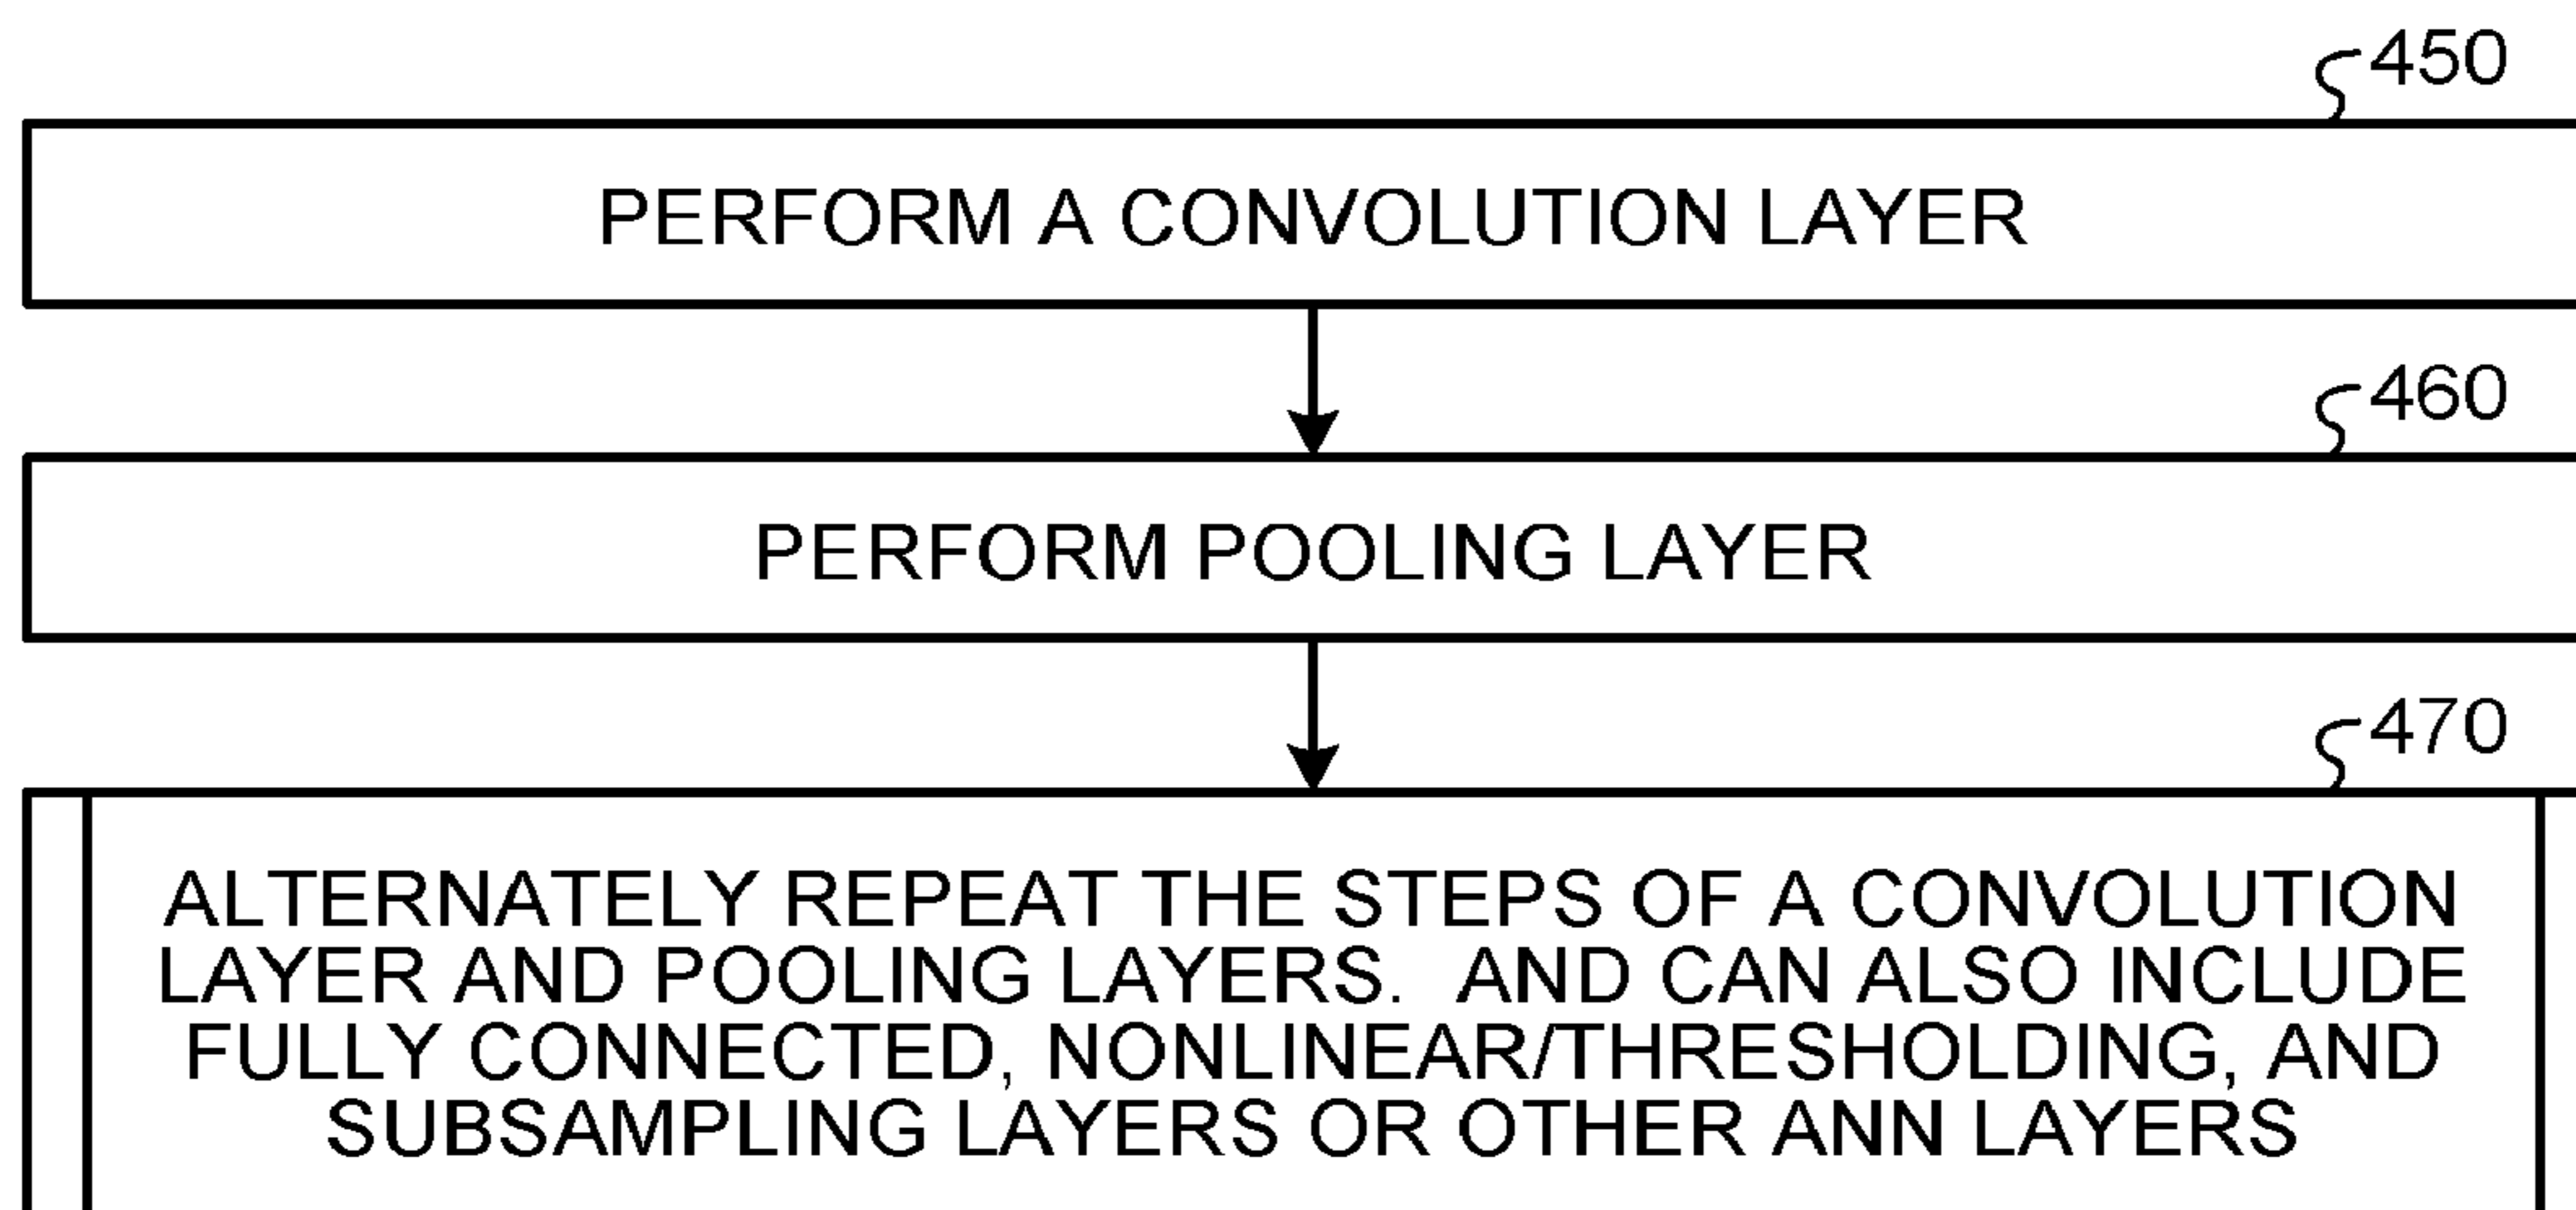 450
PERFORM A CONVOLUTION LAYER
460
PERFORM POOLING LAYER
470
ALTERNATELY REPEAT THE STEPS OF A CONVOLUTION
LAYER AND POOLING LAYERS.  AND CAN ALSO INCLUDE
FULLY CONNECTED, NONLINEAR/THRESHOLDING, AND
SUBSAMPLING LAYERS OR OTHER ANN LAYERS